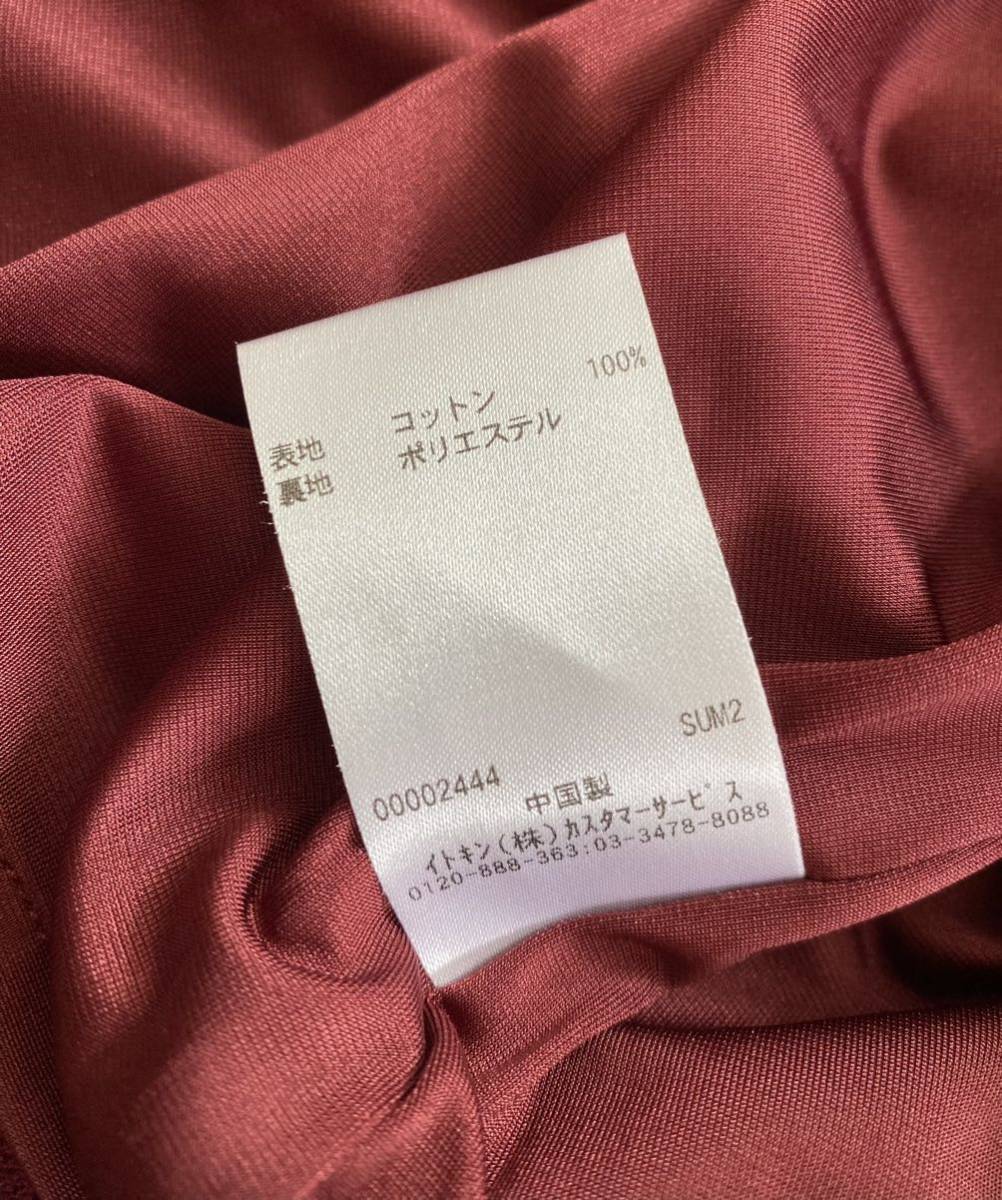 表地 コットン 100%
裏地 ポリエステル
SUM2
00002444 中国製
イトキン(株)カスタマーサービス
0120-888-363:03-3478-8088